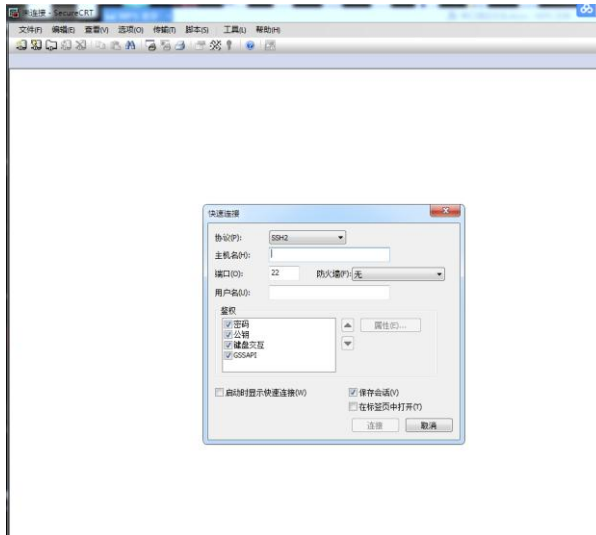 未连接 - SecureCRT
文件(F) 编辑(E) 查看(V) 选项(O) 传输(T) 脚本(S) 工具(L) 帮助(H)
快速连接
协议(P): SSH2
主机名(H):
端口(O): 22 防火墙(F): 无
用户名(U):
鉴权
密码 属性(E)...
公钥
键盘交互
GSSAPI
启动时显示快速连接(W) 保存会话(V)
在标签页中打开(T)
连接 取消